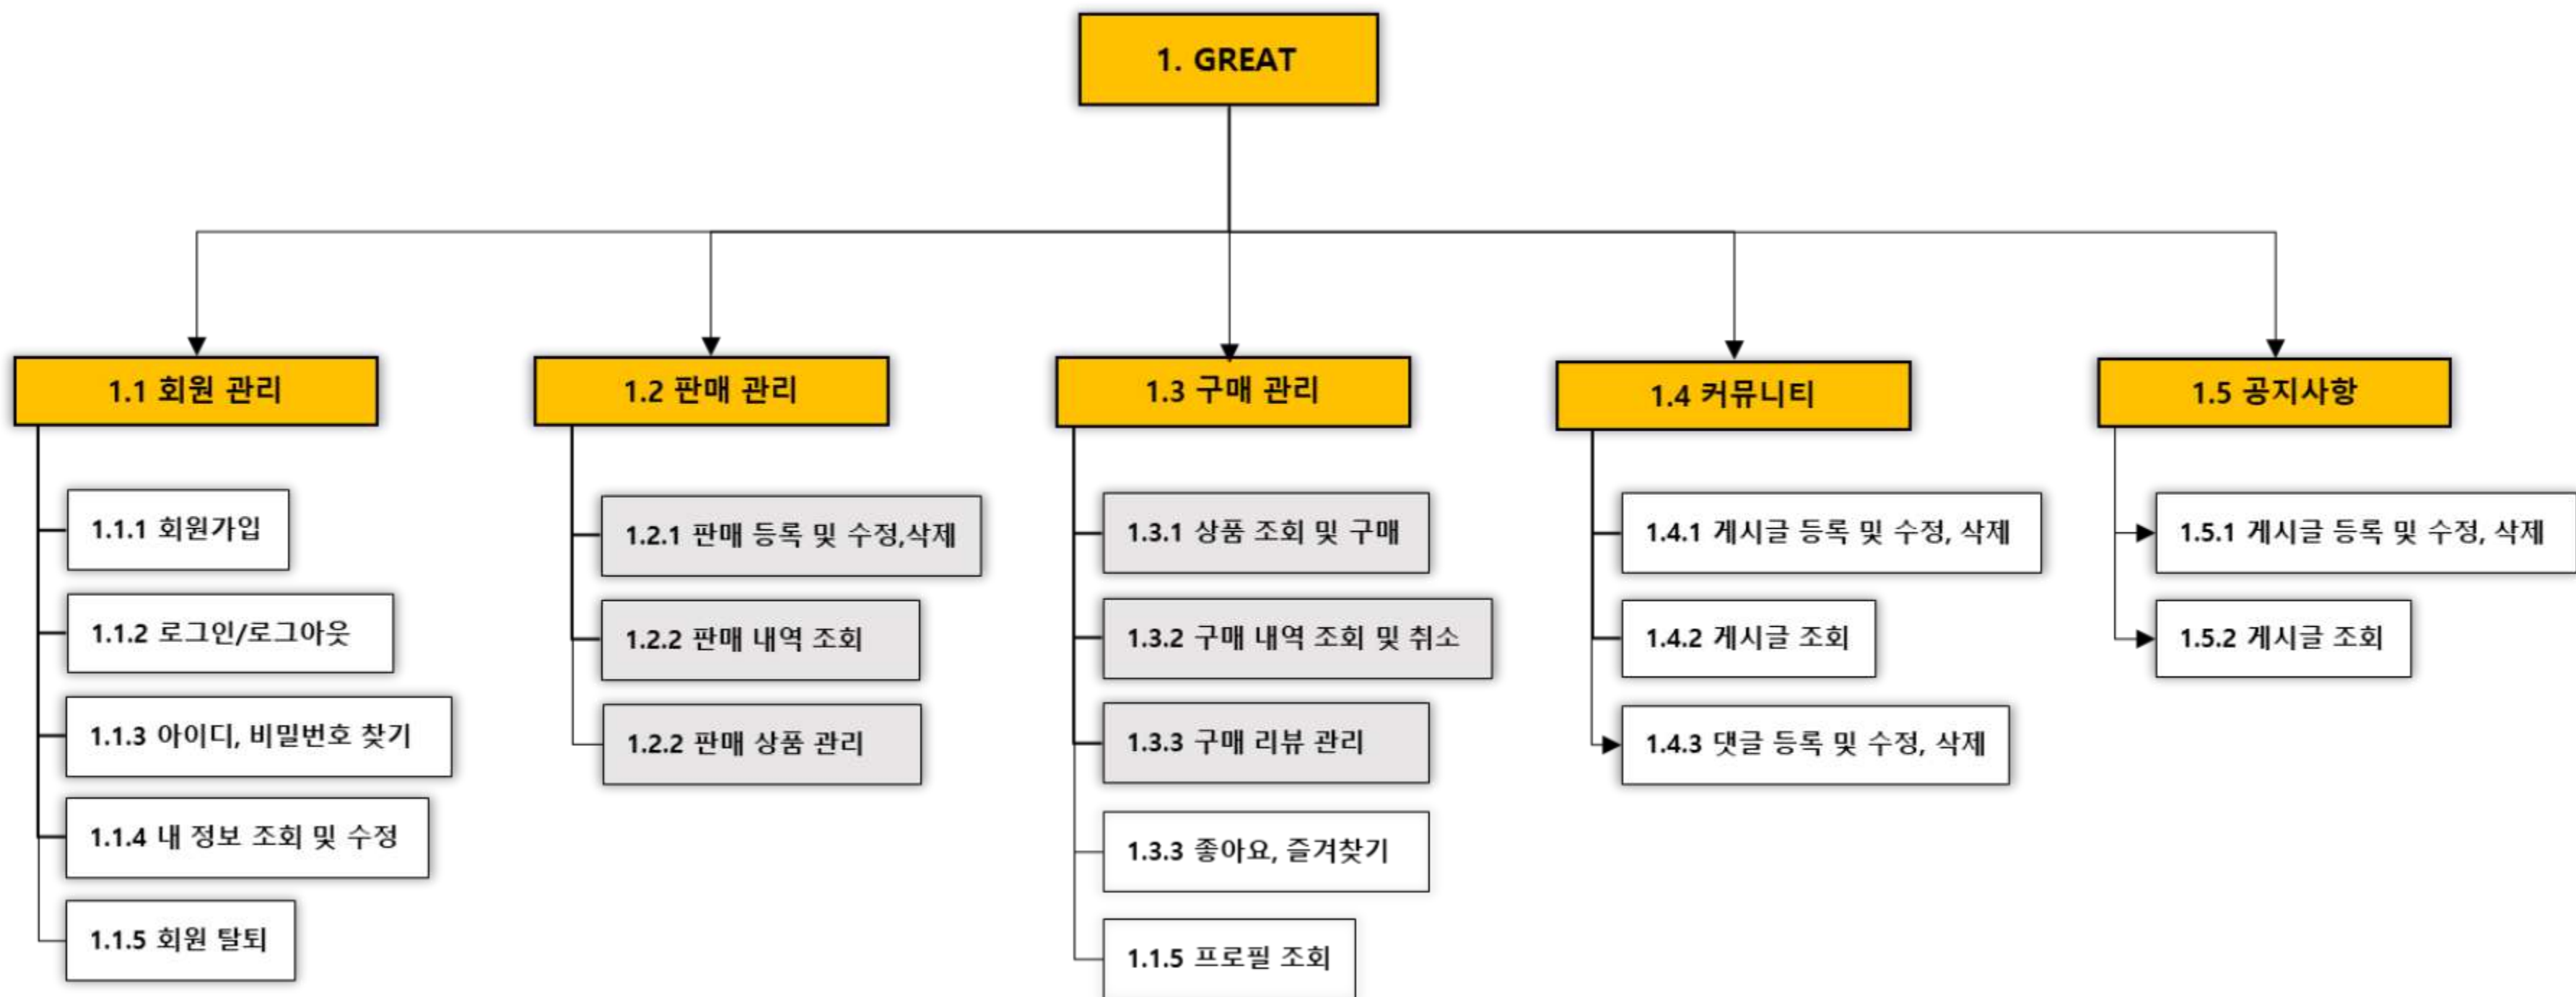 1. GREAT
1.1 회원 관리
1.1.1 회원가입
1.1.2 로그인/로그아웃
1.1.3 아이디, 비밀번호 찾기
1.1.4 내 정보 조회 및 수정
1.1.5 회원 탈퇴
1.2 판매 관리
1.2.1 판매 등록 및 수정,삭제
1.2.2 판매 내역 조회
1.2.2 판매 상품 관리
1.3 구매 관리
1.3.1 상품 조회 및 구매
1.3.2 구매 내역 조회 및 취소
1.3.3 구매 리뷰 관리
1.3.3 좋아요, 즐겨찾기
1.1.5 프로필 조회
1.4 커뮤니티
1.4.1 게시글 등록 및 수정, 삭제
1.4.2 게시글 조회
1.4.3 댓글 등록 및 수정, 삭제
1.5 공지사항
1.5.1 게시글 등록 및 수정, 삭제
1.5.2 게시글 조회